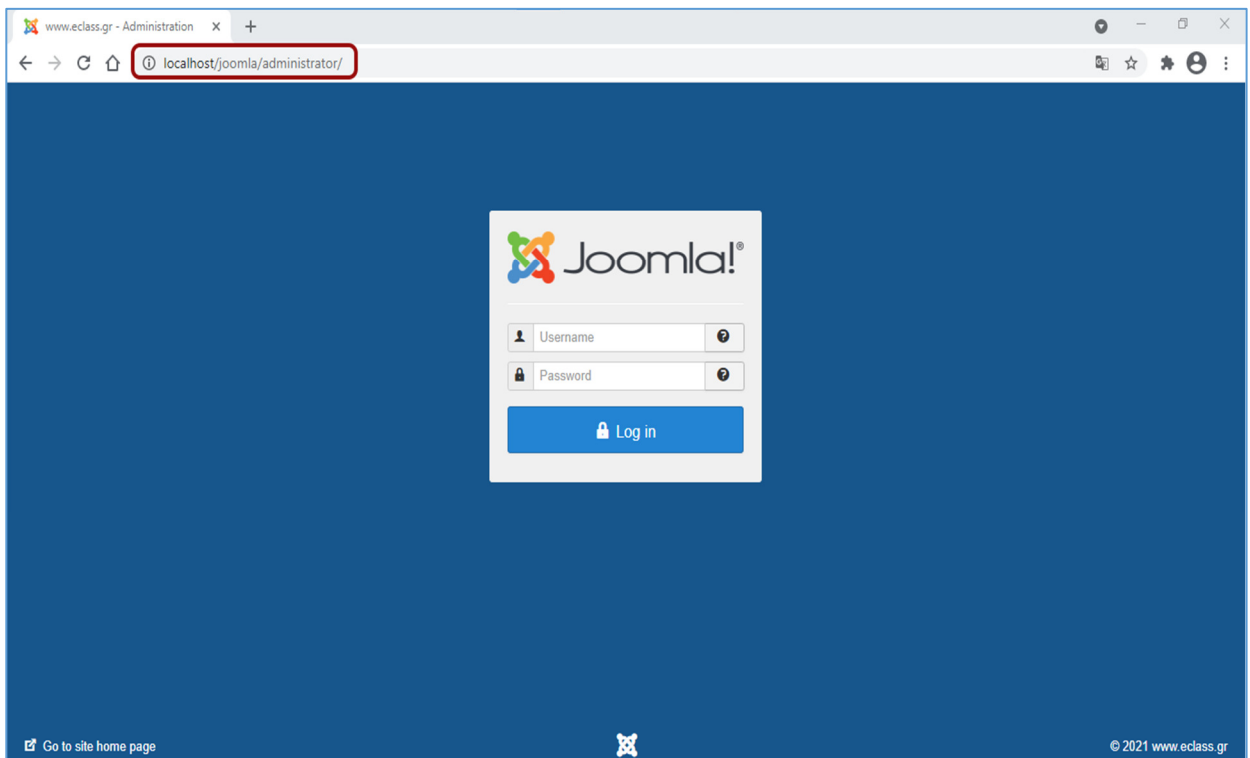 www.eclass.gr - Administration
localhost/joomla/administrator/
Joomla!®
Username
Password
Log in
Go to site home page
© 2021 www.eclass.gr